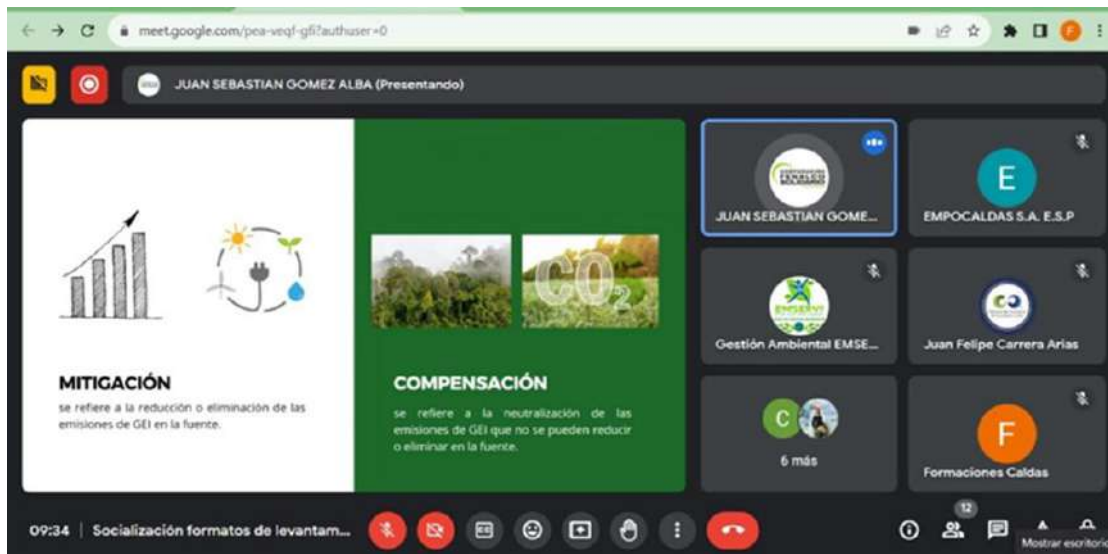 meet.google.com/pea-veqf-gfi?authuser=0
F
JUAN SEBASTIAN GOMEZ ALBA (Presentando)
MITIGACIÓN
se refiere a la reducción o eliminación de las
emisiones de GEI en la fuente.
CO2
COMPENSACIÓN
se refiere a la neutralización de las
emisiones de GEI que no se pueden reducir
o eliminar en la fuente.
FENALCO
SOLIDARIO
JUAN SEBASTIAN GOME...
E
EMPOCALDAS S.A. E.S.P
EMSERVI
Gestión Ambiental EMSE...
Juan Felipe Carrera Arias
C
6 más
F
Formaciones Caldas
09:34 | Socialización formatos de levantam...
12
Mostrar escritorio